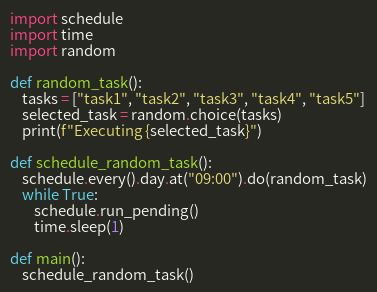 import schedule
import time
import random

def random_task():
    tasks = ["task1", "task2", "task3", "task4", "task5"]
    selected_task = random.choice(tasks)
    print(f"Executing {selected_task}")

def schedule_random_task():
    schedule.every().day.at("09:00").do(random_task)
    while True:
        schedule.run_pending()
        time.sleep(1)

def main():
    schedule_random_task()